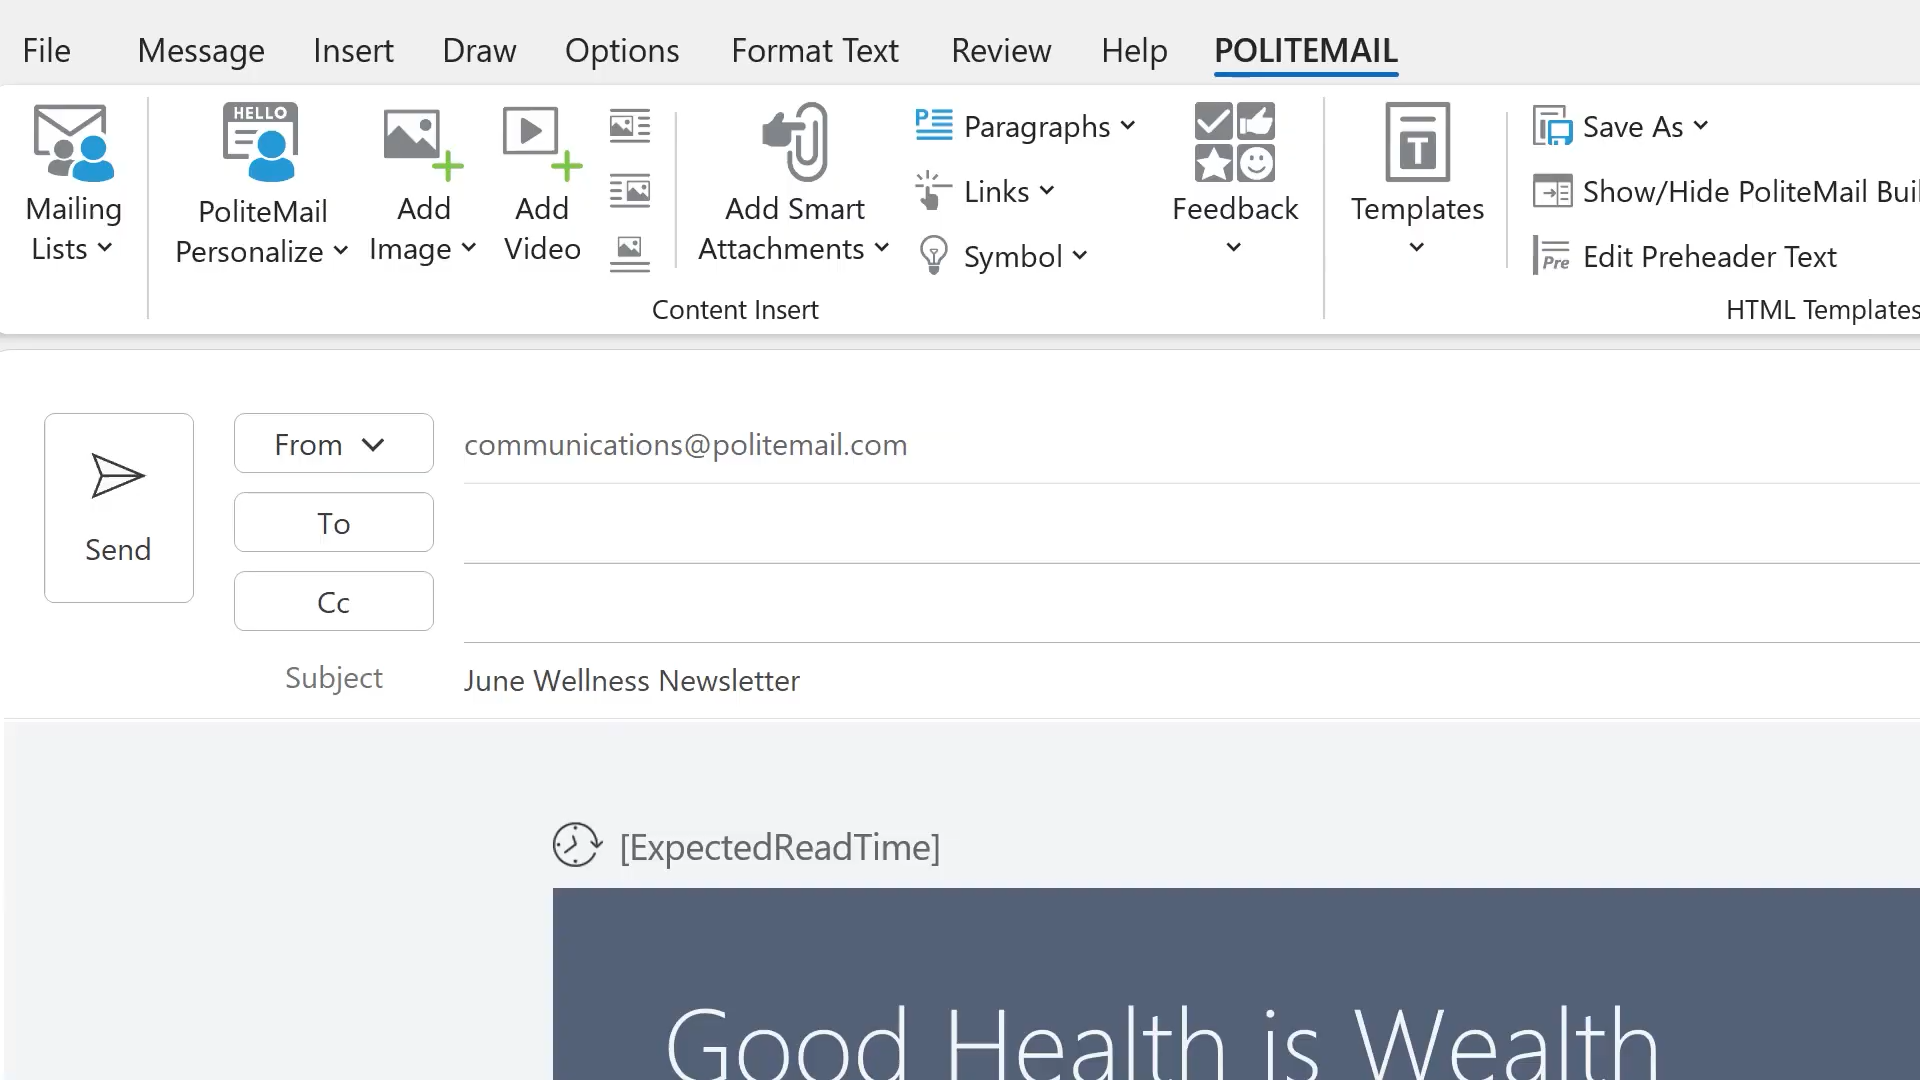 File Message Insert Draw Options Format Text Review Help POLITEMAIL
HELLO
Mailing
Lists
PoliteMail
Personalize
Add
Image
Add
Video
Add Smart
Attachments
P
Paragraphs
Links
Symbol
Feedback
T
Templates
Save As
Show/Hide PoliteMail
Pre
Edit Preheader Text
Content Insert
HTML Templates
Send
From
communications@politemail.com
To
Cc
Subject
June Wellness Newsletter
[ExpectedReadTime]
Good Health is Wealth